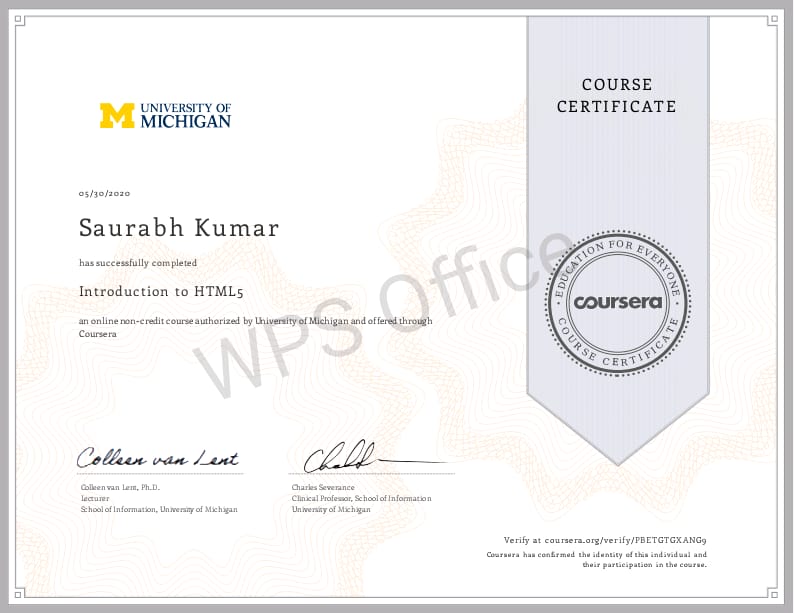 UNIVERSITY OF
MICHIGAN
COURSE
CERTIFICATE
05/30/2020
Saurabh Kumar
has successfully completed
Introduction to HTML5
an online non-credit course authorized by University of Michigan and offered through
Coursera
WPS Office
EDUCATION FOR EVERYONE
coursera
COURSE CERTIFICATE
Colleen van Lent
Colleen van Lent, Ph.D.
Lecturer
School of Information, University of Michigan
Charles Severance
Clinical Professor, School of Information
University of Michigan
Verify at coursera.org/verify/PBETGTGXANG9
Coursera has confirmed the identity of this individual and
their participation in the course.